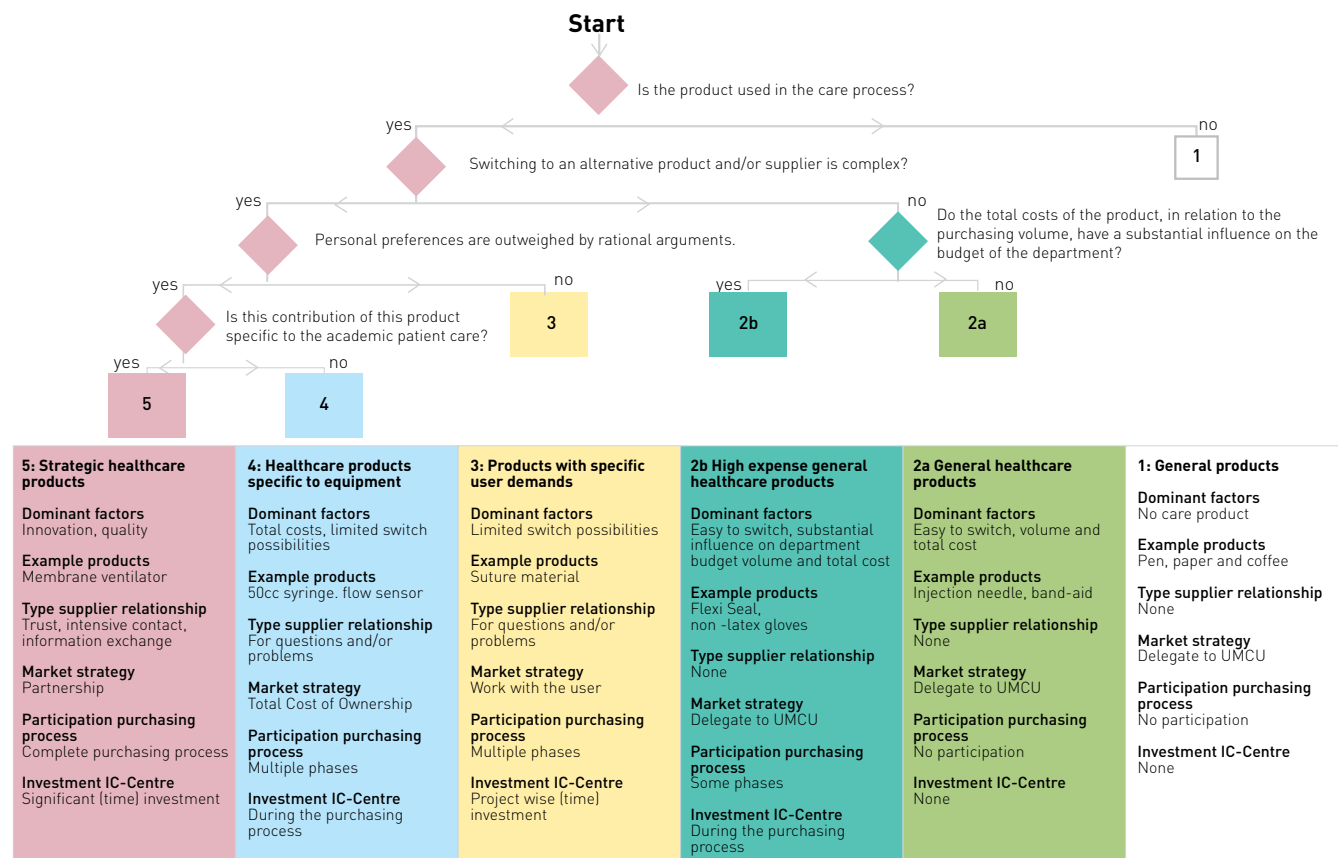 Start
Is the product used in the care process?
yes
no
1
Switching to an alternative product and/or supplier is complex?
yes
no
Do the total costs of the product, in relation to the
purchasing volume, have a substantial influence on the
budget of the department?
Personal preferences are outweighed by rational arguments.
yes
no
yes
no
3
2b
2a
Is this contribution of this product
specific to the academic patient care?
yes
no
5
4
5: Strategic healthcare
products
Dominant factors
Innovation, quality
Example products
Membrane ventilator
Type supplier relationship
Trust, intensive contact,
information exchange
Market strategy
Partnership
Participation purchasing
process
Complete purchasing process
Investment IC-Centre
Significant (time) investment
4: Healthcare products
specific to equipment
Dominant factors
Total costs, limited switch
possibilities
Example products
50cc syringe. flow sensor
Type supplier relationship
For questions and/or
problems
Market strategy
Total Cost of Ownership
Participation purchasing
process
Multiple phases
Investment IC-Centre
During the purchasing
process
3: Products with specific
user demands
Dominant factors
Limited switch possibilities
Example products
Suture material
Type supplier relationship
For questions and/or
problems
Market strategy
Work with the user
Participation purchasing
process
Multiple phases
Investment IC-Centre
Project wise (time)
investment
2b High expense general
healthcare products
Dominant factors
Easy to switch, substantial
influence on department
budget volume and total cost
Example products
Flexi Seal,
non -latex gloves
Type supplier relationship
None
Market strategy
Delegate to UMCU
Participation purchasing
process
Some phases
Investment IC-Centre
During the purchasing
process
2a General healthcare
products
Dominant factors
Easy to switch, volume and
total cost
Example products
Injection needle, band-aid
Type supplier relationship
None
Market strategy
Delegate to UMCU
Participation purchasing
process
No participation
Investment IC-Centre
None
1: General products
Dominant factors
No care product
Example products
Pen, paper and coffee
Type supplier relationship
None
Market strategy
Delegate to UMCU
Participation purchasing
process
No participation
Investment IC-Centre
None